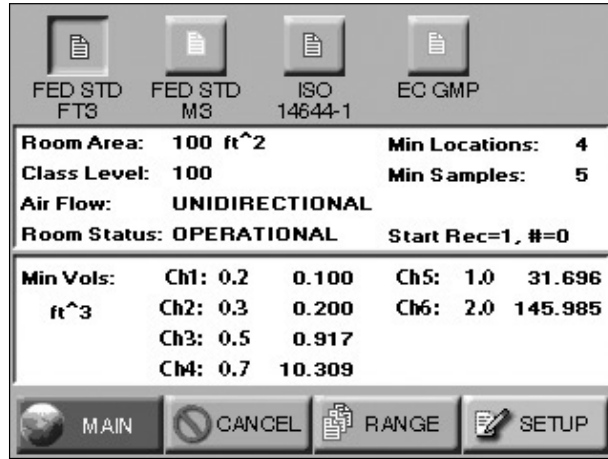 FED STD FT3
FED STD M3
ISO 14644-1
EC GMP
Room Area: 100 ft^2 Min Locations: 4
Class Level: 100 Min Samples: 5
Air Flow: UNIDIRECTIONAL
Room Status: OPERATIONAL Start Rec=1, #=0
Min Vols: Ch1: 0.2 0.100 Ch5: 1.0 31.696
ft^3 Ch2: 0.3 0.200 Ch6: 2.0 145.985
Ch3: 0.5 0.917
Ch4: 0.7 10.309
MAIN CANCEL RANGE SETUP